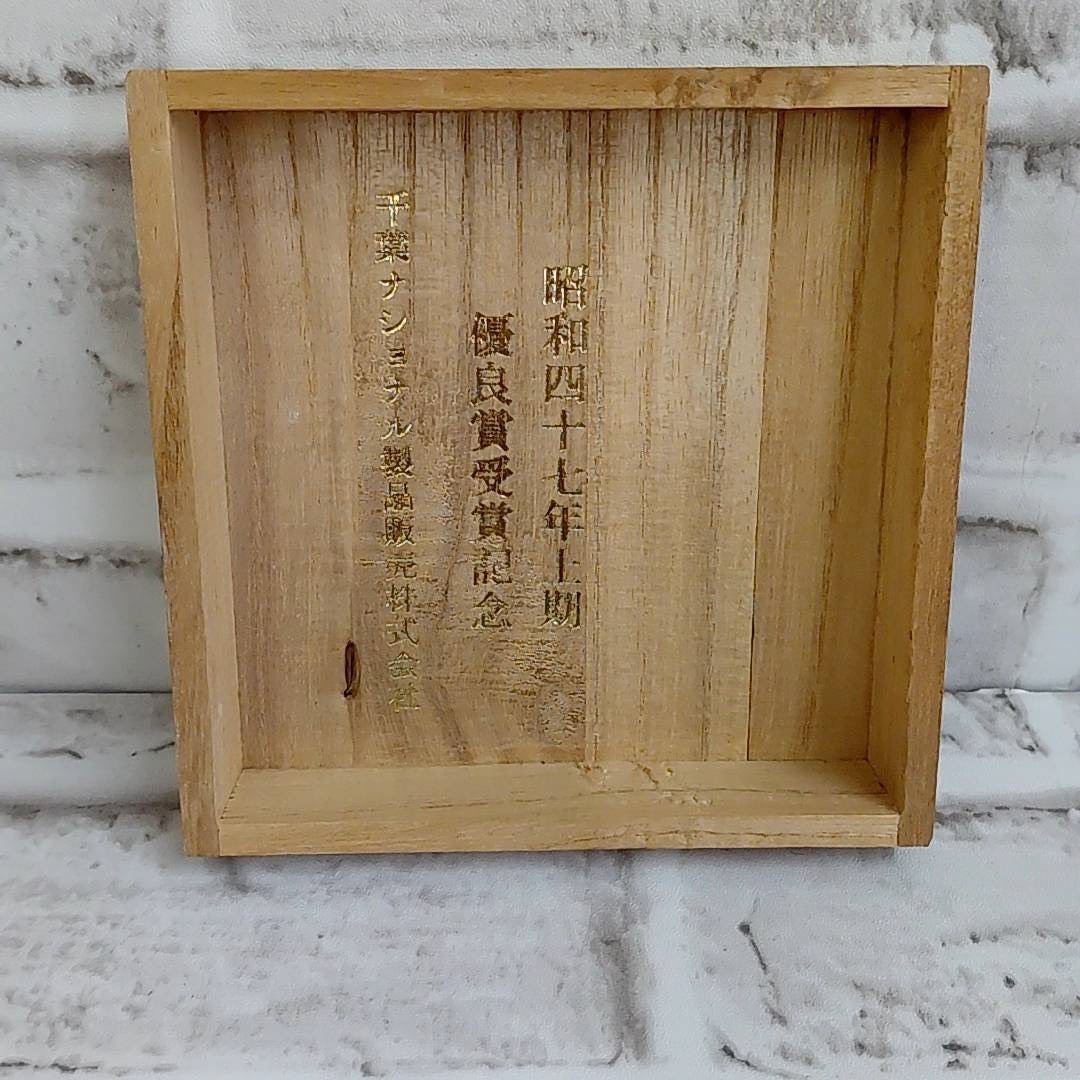 昭和四十七年上期
優良賞受賞記念
千葉ナショナル製品販売株式会社